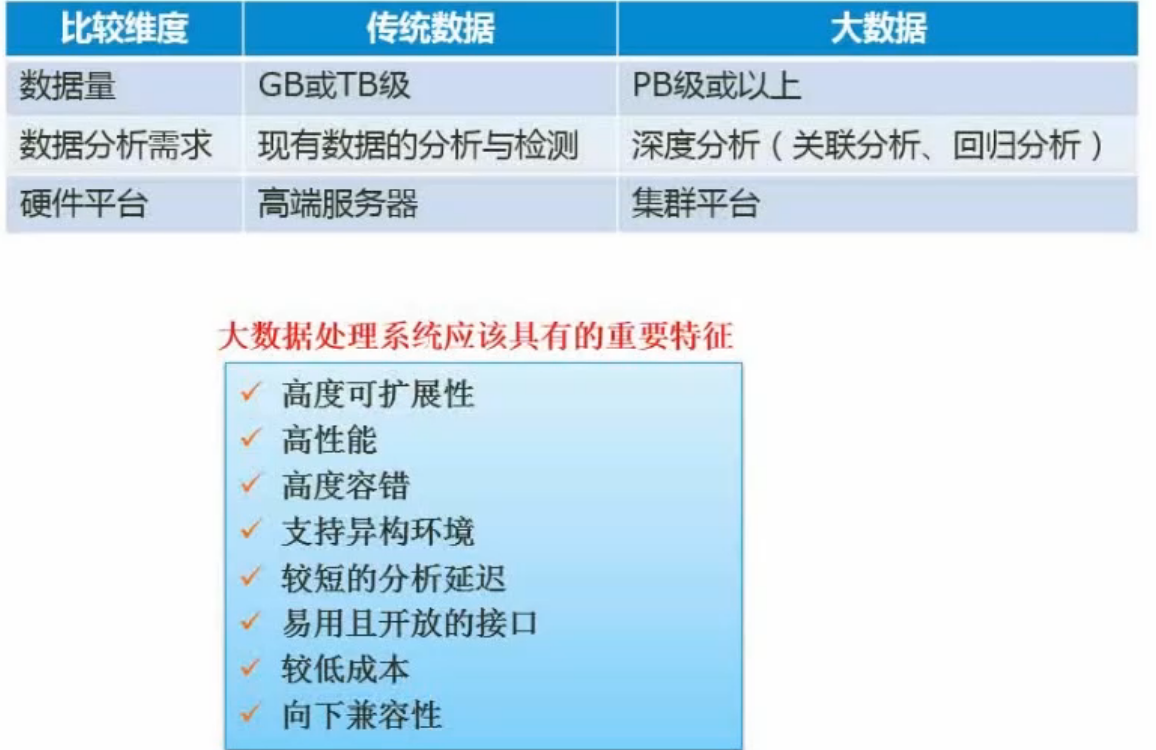 比较维度 传统数据 大数据
数据量 GB或TB级 PB级或以上
数据分析需求 现有数据的分析与检测 深度分析（关联分析、回归分析）
硬件平台 高端服务器 集群平台
大数据处理系统应该具有的重要特征
✓ 高度可扩展性
✓ 高性能
✓ 高度容错
✓ 支持异构环境
✓ 较短的分析延迟
✓ 易用且开放的接口
✓ 较低成本
✓ 向下兼容性